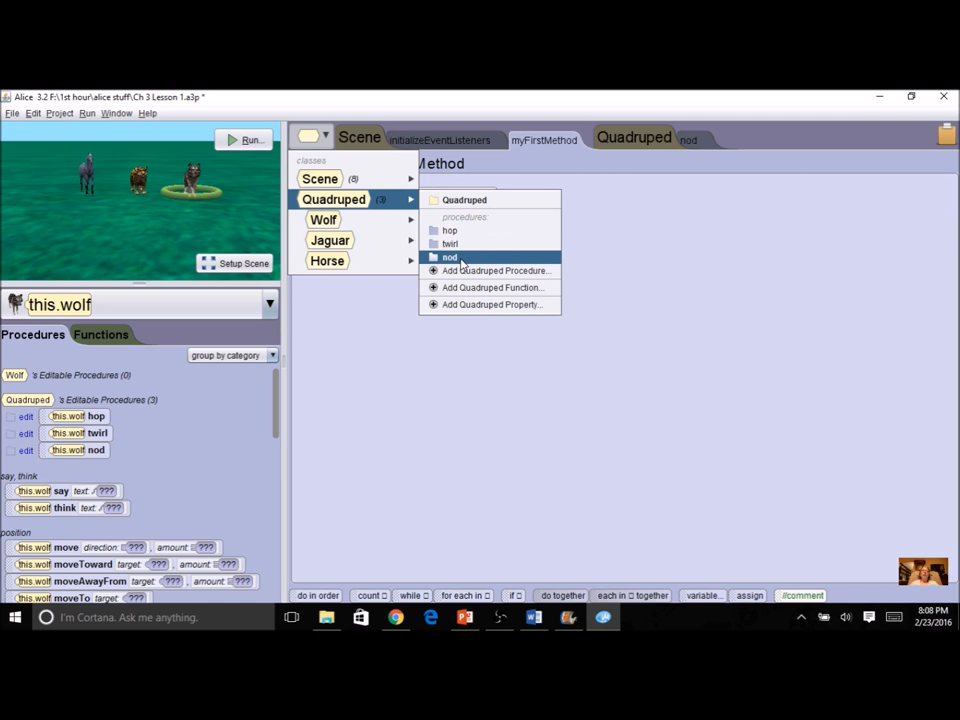 Alice 3.2 F:\1st hour\alice stuff\Ch 3 Lesson 1.a3p *
File Edit Project Run Window Help
Run...
Setup Scene
this.wolf
Procedures Functions
group by category
Wolf 's Editable Procedures (0)
Quadruped 's Editable Procedures (3)
edit this.wolf hop
edit this.wolf twirl
edit this.wolf nod
say, think
this.wolf say text: ???
this.wolf think text: ???
position
this.wolf move direction: ??? , amount: ???
this.wolf moveToward target: ??? , amount: ???
this.wolf moveAwayFrom target: ??? , amount: ???
this.wolf moveTo target: ???
Scene initializeEventListeners myFirstMethod Quadruped nod
Method
classes
Scene (8)
Quadruped (3)
Wolf
Jaguar
Horse
Quadruped
procedures:
hop
twirl
nod
Add Quadruped Procedure...
Add Quadruped Function...
Add Quadruped Property...
do in order count while for each in if do together each in together variable... assign //comment
I'm Cortana. Ask me anything.
8:08 PM
2/23/2016